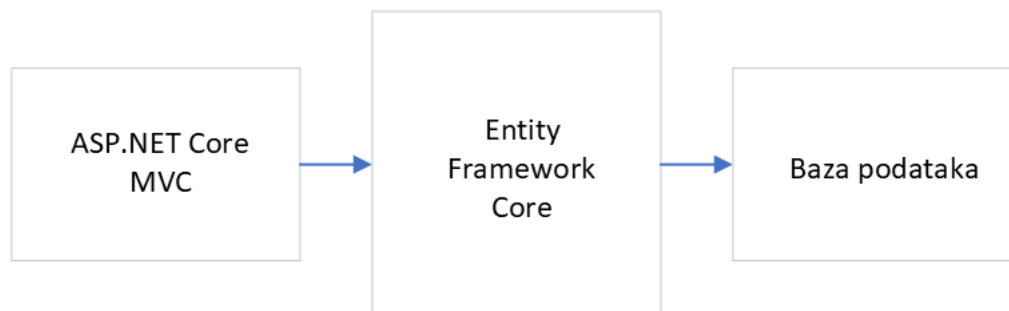 ASP.NET Core
MVC
Entity
Framework
Core
Baza podataka